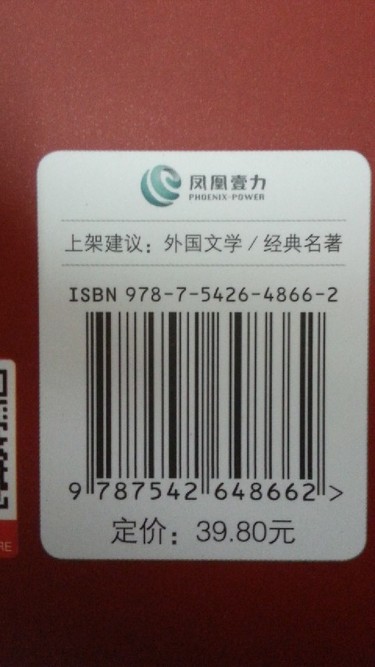 凤凰壹力
PHOENIX-POWER
上架建议：外国文学/经典名著
ISBN 978-7-5426-4866-2
9 787542 648662 >
定价：39.80元
RE